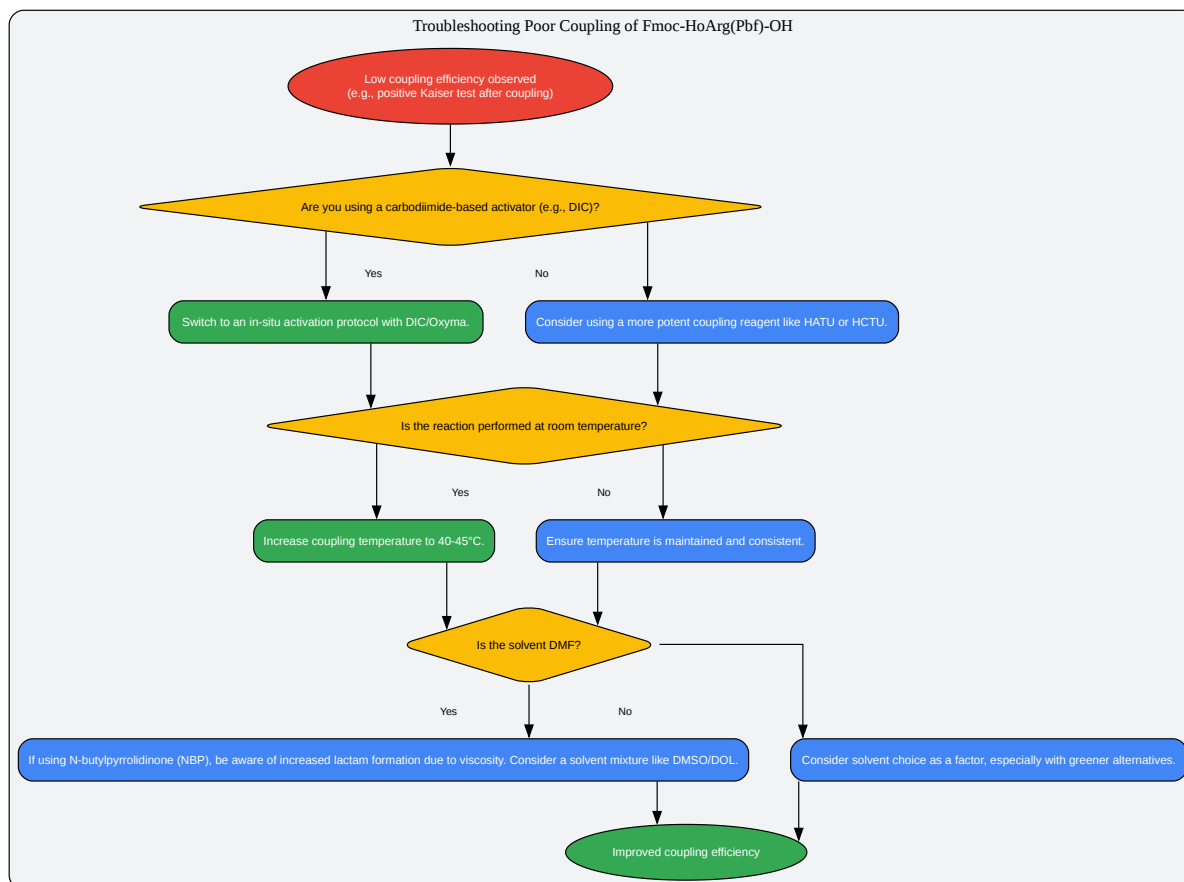 Troubleshooting Poor Coupling of Fmoc-HoArg(Pbf)-OH
Low coupling efficiency observed
(e.g., positive Kaiser test after coupling)
Are you using a carbodiimide-based activator (e.g., DIC)?
Yes
No
Switch to an in-situ activation protocol with DIC/Oxyma.
Consider using a more potent coupling reagent like HATU or HCTU.
Is the reaction performed at room temperature?
Yes
No
Increase coupling temperature to 40-45°C.
Ensure temperature is maintained and consistent.
Is the solvent DMF?
Yes
No
If using N-butylpyrrolidinone (NBP), be aware of increased lactam formation due to viscosity. Consider a solvent mixture like DMSO/DOL.
Consider solvent choice as a factor, especially with greener alternatives.
Improved coupling efficiency